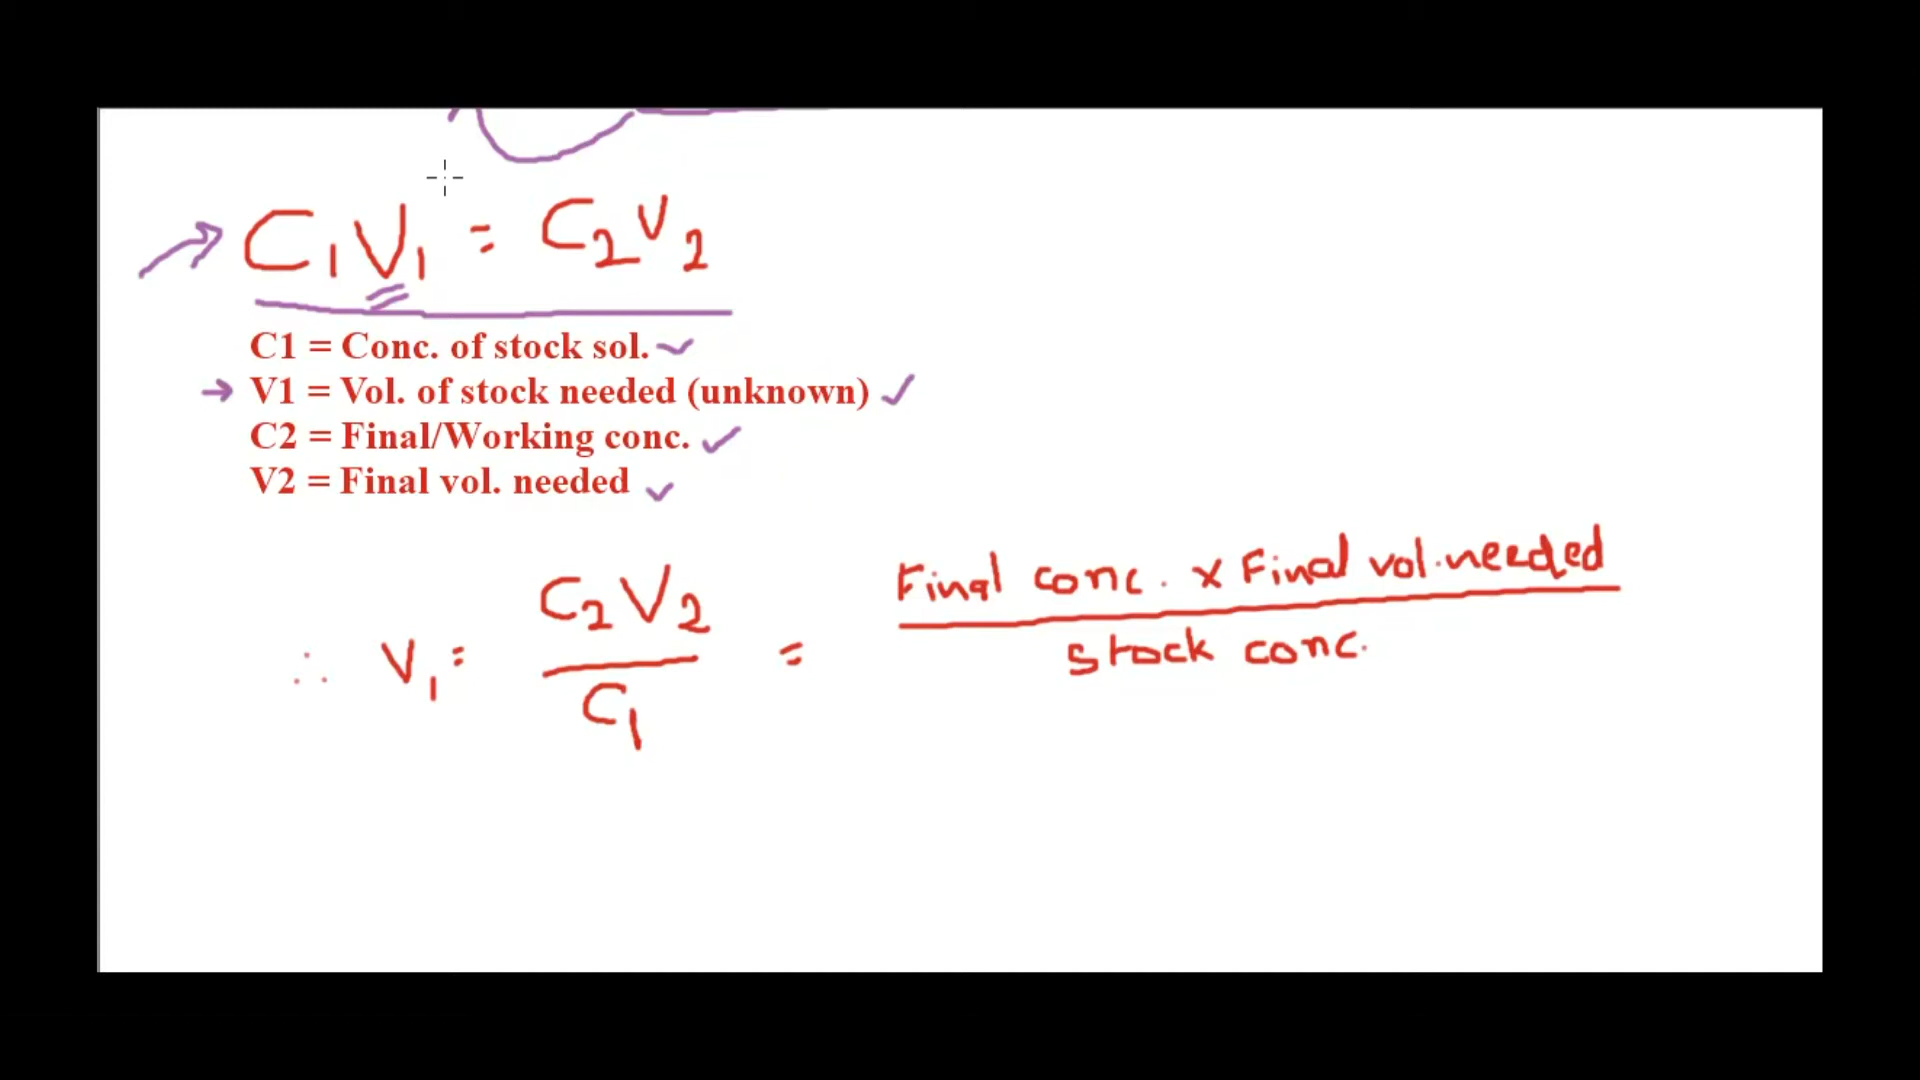 C₁V₁ = C₂V₂
C1 = Conc. of stock sol.
V1 = Vol. of stock needed (unknown)
C2 = Final/Working conc.
V2 = Final vol. needed
∴ V₁ = C₂V₂ / C₁ = Final conc. x Final vol. needed / stock conc.